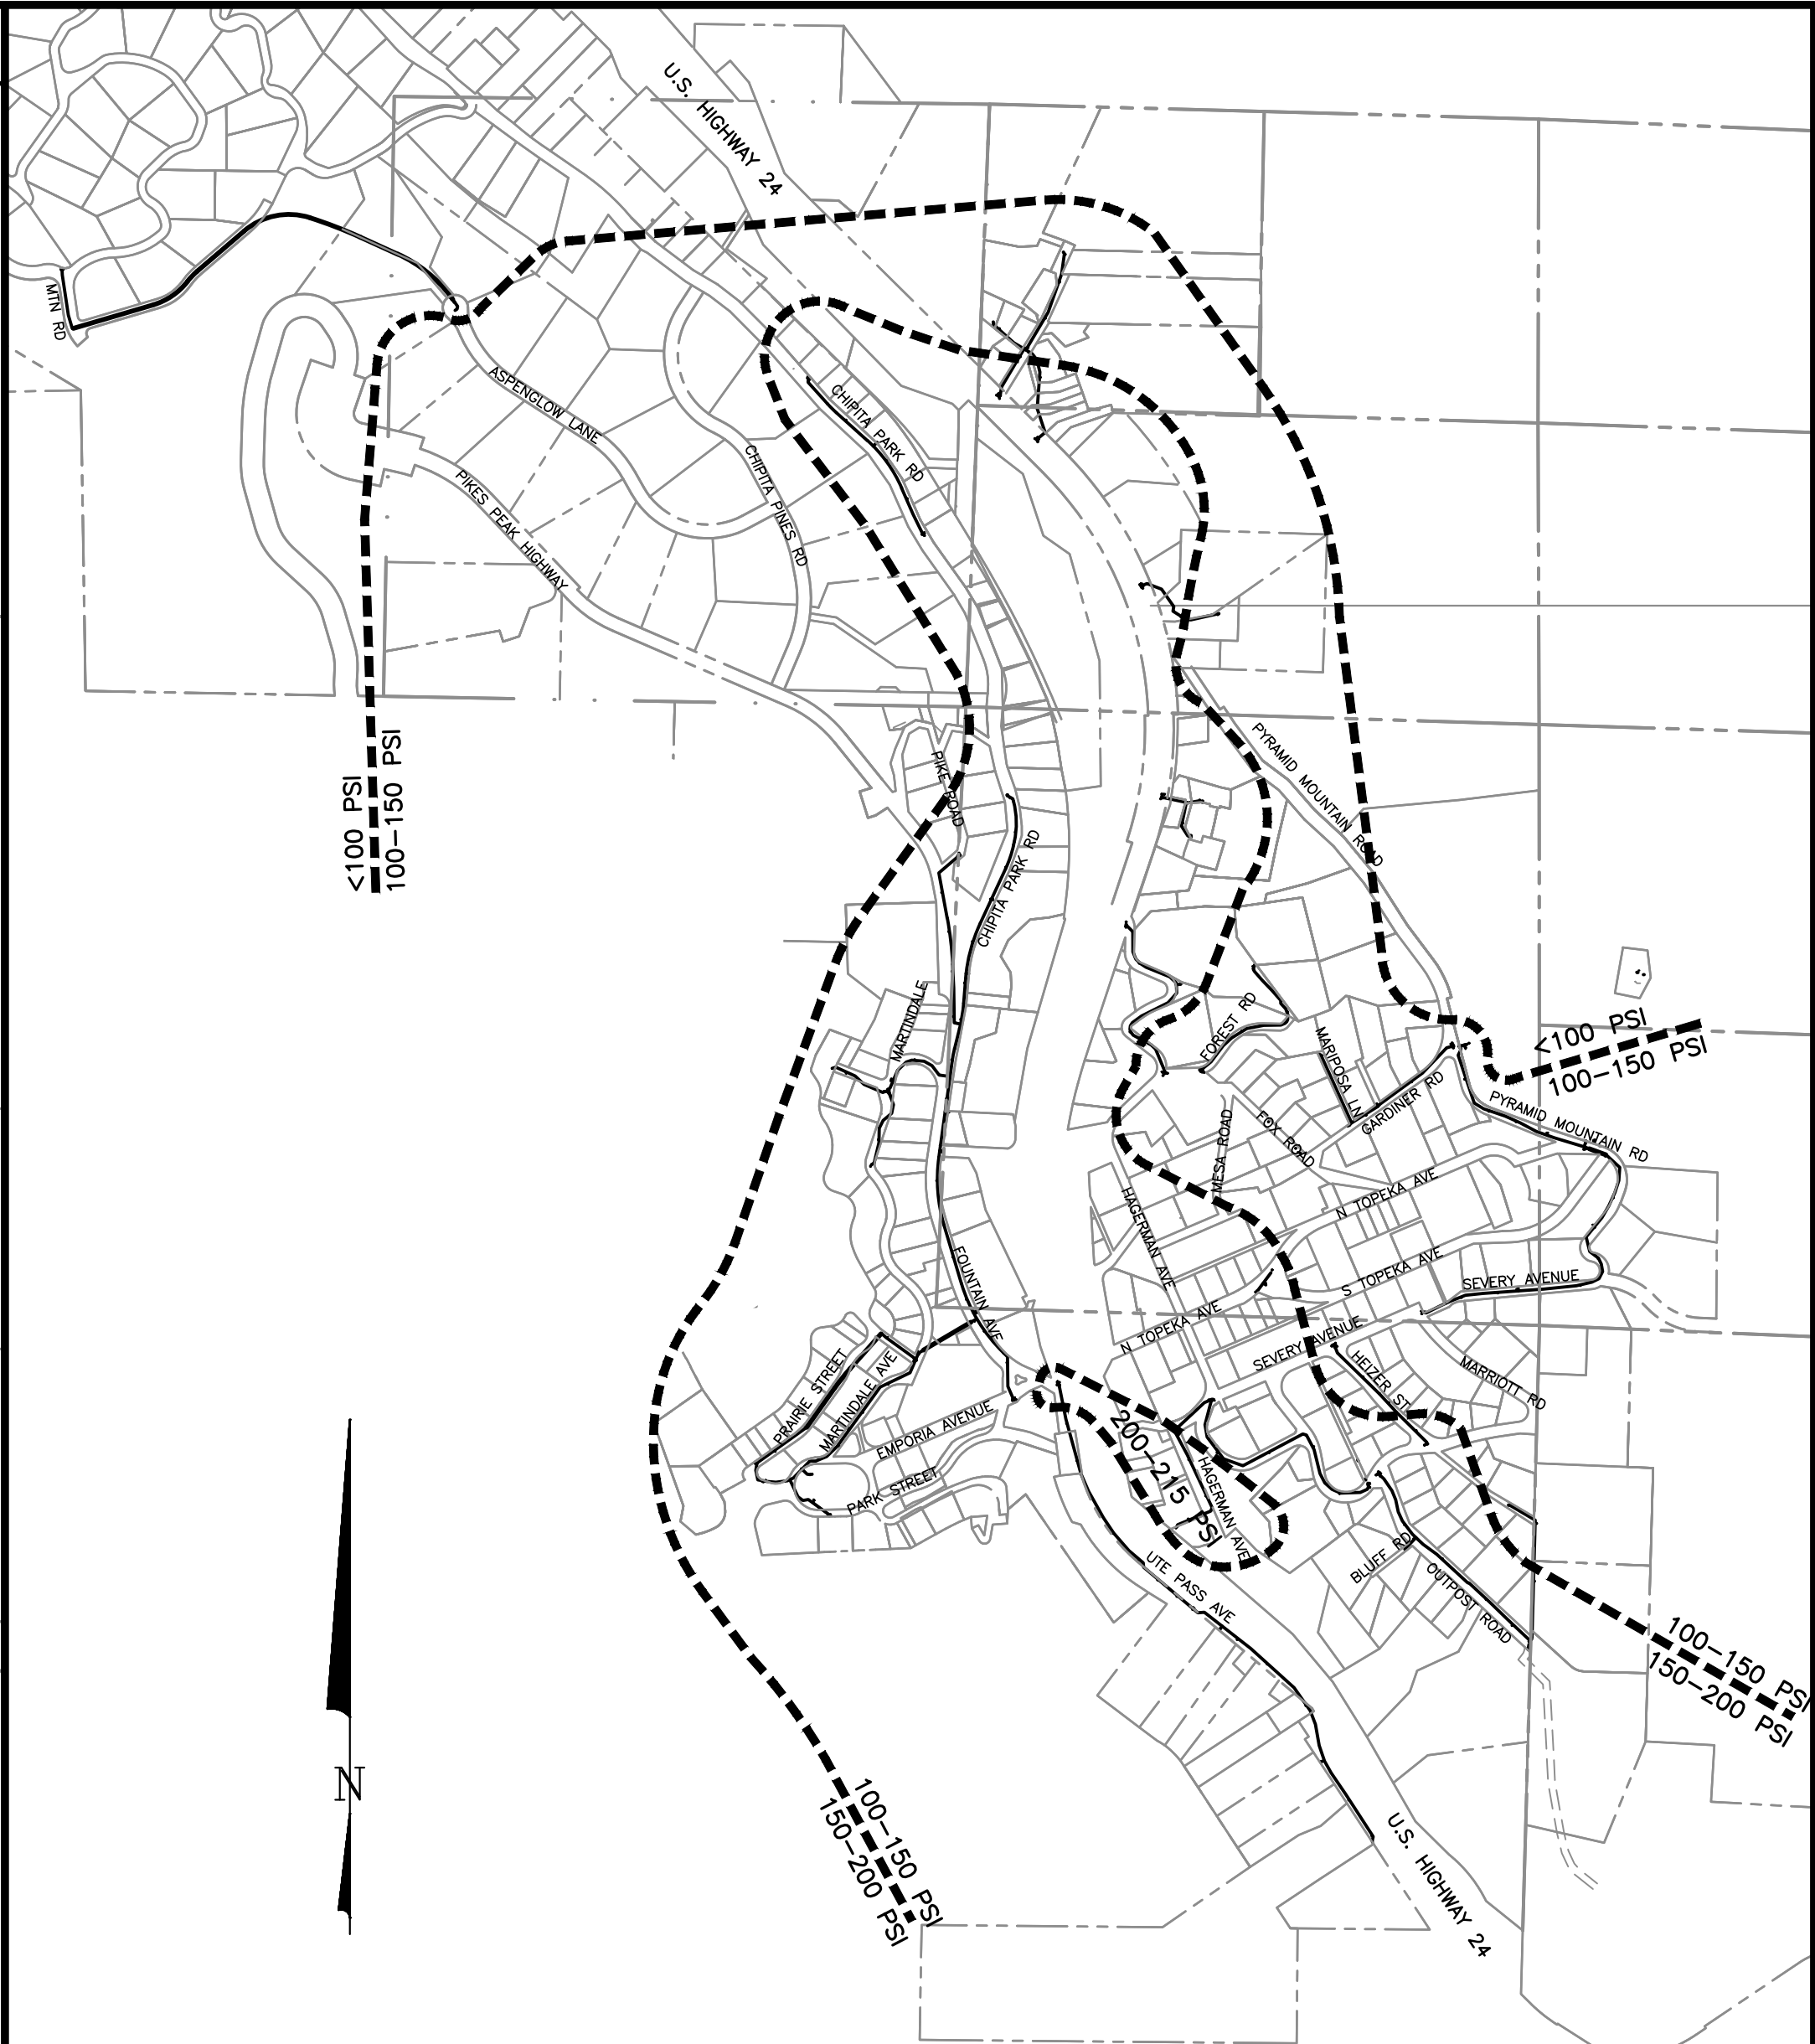 U.S. HIGHWAY 24
MTN RD
ASPENGLOW LANE
CHIPITA PARK RD
CHIPITA PINES RD
PIKES PEAK HIGHWAY
<100 PSI
100-150 PSI
PIKE ROAD
PYRAMID MOUNTAIN ROAD
CHIPITA PARK RD
MARTINDALE
FOREST RD
MARIPOSA LN
GARDINER RD
<100 PSI
100-150 PSI
PYRAMID MOUNTAIN RD
MESA ROAD
FOX ROAD
HAGERMAN AVE
N TOPEKA AVE
S TOPEKA AVE
SEVERY AVENUE
FOUNTAIN AVE
N TOPEKA AVE
SEVERY AVENUE
HEIZER ST
MARRIOTT RD
PRAIRIE STREET
MARTINDALE AVE
EMPORIA AVENUE
PARK STREET
200-215 PSI
HAGERMAN AVE
UTE PASS AVE
BLUFF RD
OUTPOST ROAD
100-150 PSI
150-200 PSI
N
100-150 PSI
150-200 PSI
U.S. HIGHWAY 24